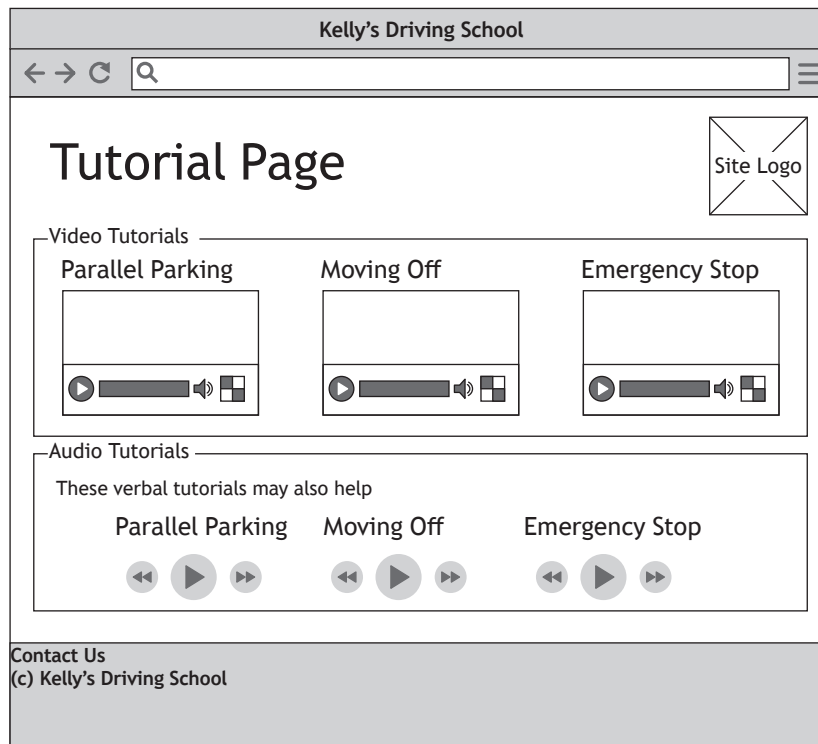 Kelly’s Driving School
Tutorial Page
Site Logo
Video Tutorials
Parallel Parking Moving Off Emergency Stop
Audio Tutorials
These verbal tutorials may also help
Parallel Parking Moving Off Emergency Stop
Contact Us
(c) Kelly’s Driving School